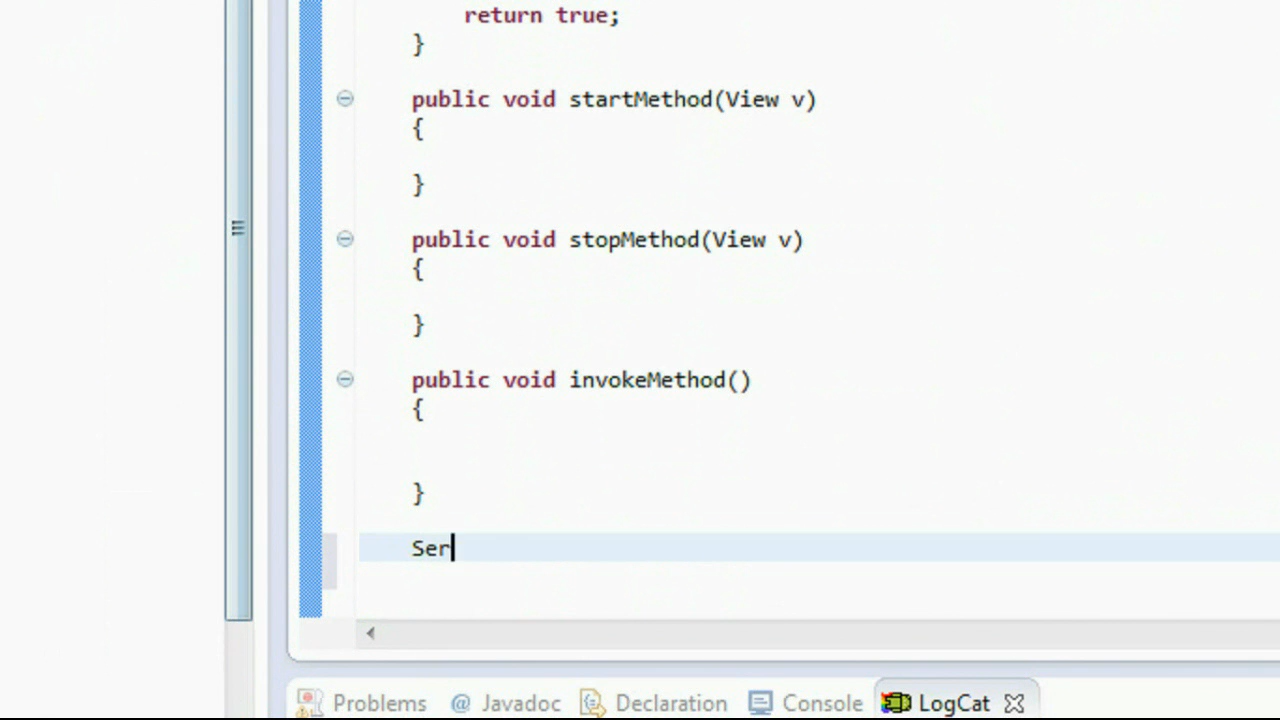 return true;
}
public void startMethod(View v)
{
}
public void stopMethod(View v)
{
}
public void invokeMethod()
{
}
Ser
Problems @ Javadoc Declaration Console LogCat